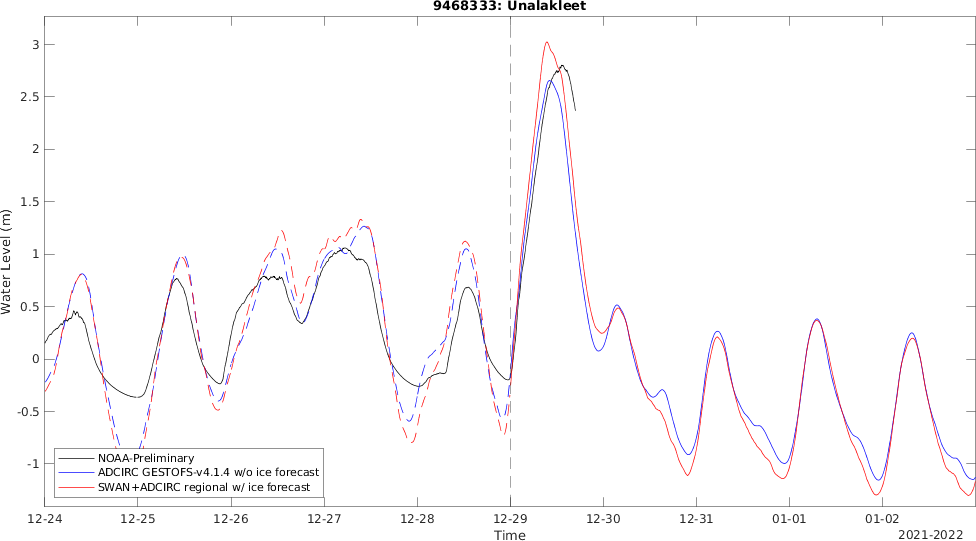 9468333: Unalakleet
Water Level (m)
3
2.5
2
1.5
1
0.5
0
-0.5
-1
NOAA-Preliminary
ADCIRC GESTOFS-v4.1.4 w/o ice forecast
SWAN+ADCIRC regional w/ ice forecast
12-24 12-25 12-26 12-27 12-28 12-29 12-30 12-31 01-01 01-02
Time
2021-2022